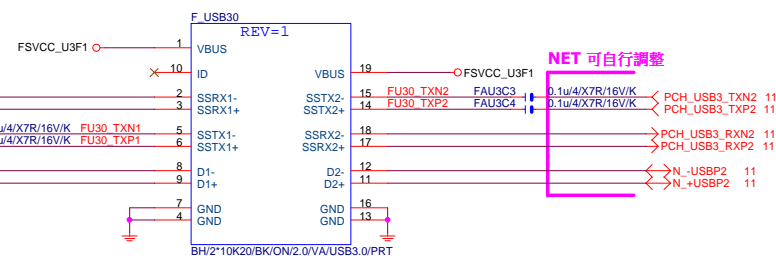 F_USB30
REV=1
FSVCC_U3F1
1
VBUS
NET 可自行調整
10
ID
VBUS
19
FSVCC_U3F1
2
SSRX1-
SSTX2-
15
FU30_TXN2
FAU3C3
0.1u/4/X7R/16V/K
PCH_USB3_TXN2 11
3
SSRX1+
SSTX2+
14
FU30_TXP2
FAU3C4
0.1u/4/X7R/16V/K
PCH_USB3_TXP2 11
u/4/X7R/16V/K
FU30_TXN1
5
SSTX1-
SSRX2-
18
PCH_USB3_RXN2 11
u/4/X7R/16V/K
FU30_TXP1
6
SSTX1+
SSRX2+
17
PCH_USB3_RXP2 11
8
D1-
D2-
12
N_-USBP2 11
9
D1+
D2+
11
N_+USBP2 11
7
GND
GND
16
4
GND
GND
13
BH/2*10K20/BK/ON/2.0/VA/USB3.0/PRT